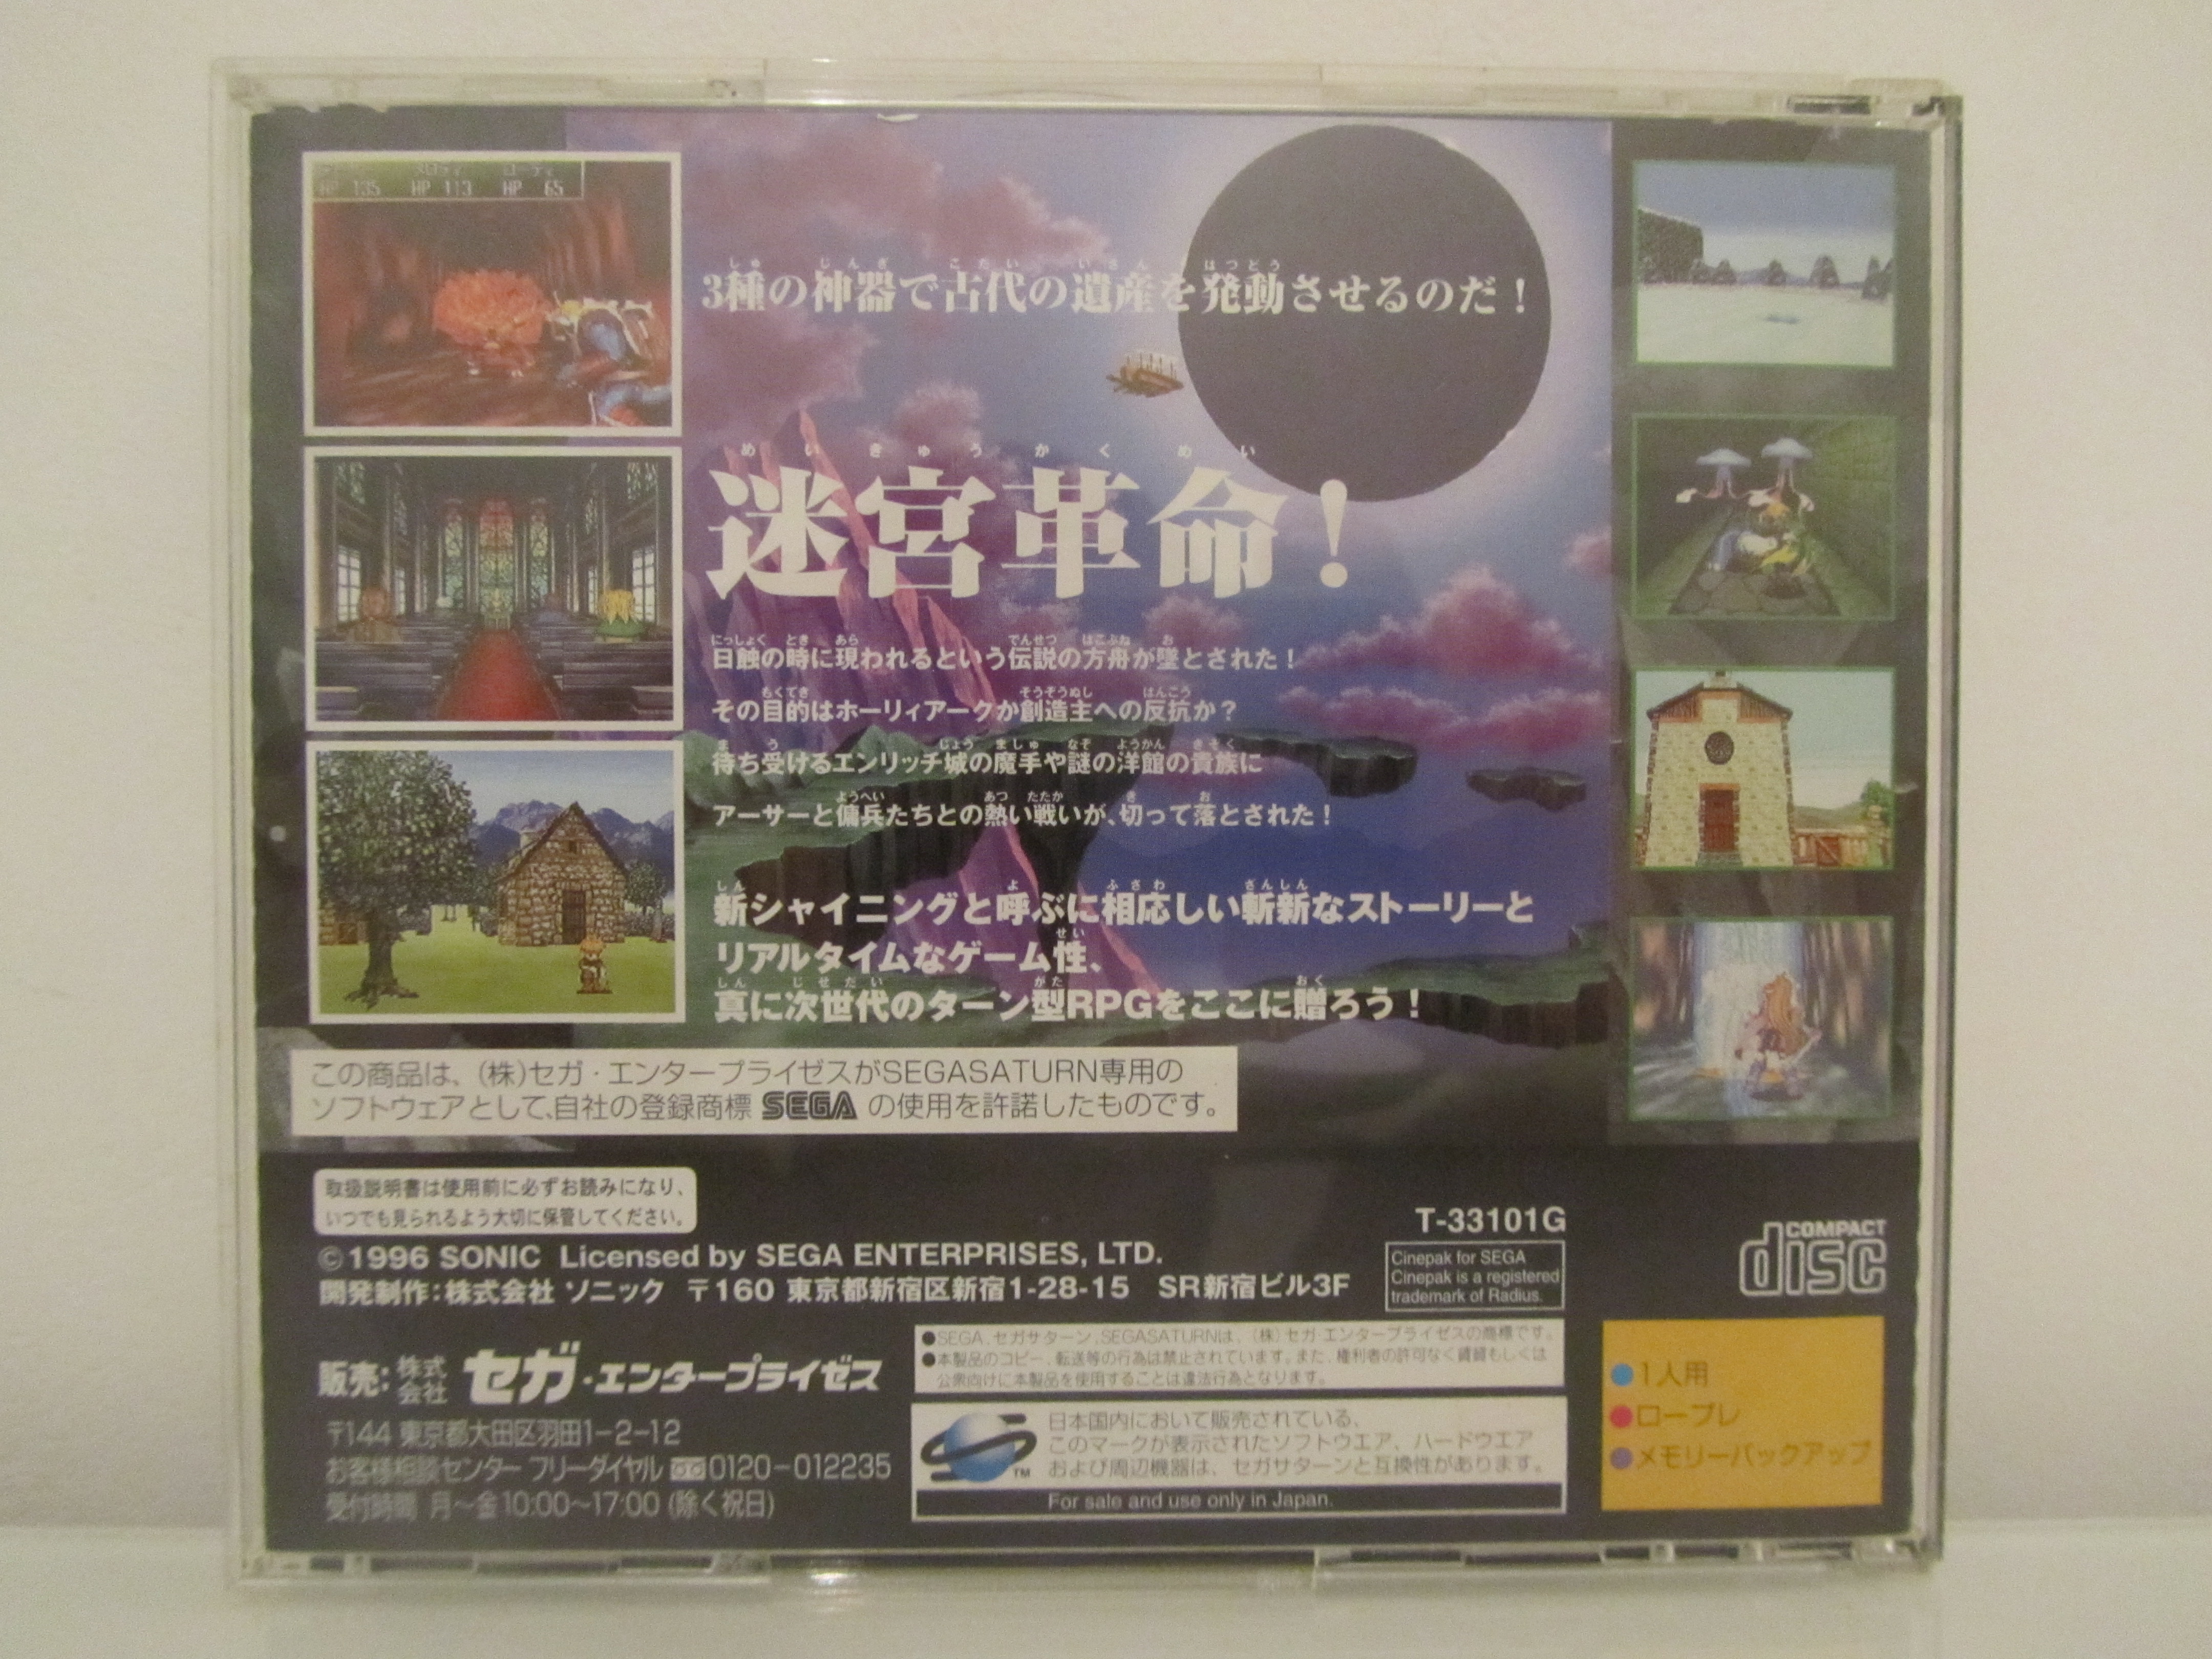 HP 135 HP 113 HP 65
3種の神器で古代の遺産を発動させるのだ！
めいきゅうかくめい
迷宮革命！
日蝕の時に現われるという伝説の方舟が墜とされた！
その目的はホーリィアークか創造主への反抗か？
待ち受けるエンリッチ城の魔手や謎の洋館の貴族に
アーサーと傭兵たちとの熱い戦いが、切って落とされた！
新シャイニングと呼ぶに相応しい斬新なストーリーと
リアルタイムなゲーム性、
真に次世代のターン型RPGをここに贈ろう！
この商品は、（株）セガ・エンタープライゼスがSEGASATURN専用の
ソフトウェアとして、自社の登録商標 SEGA の使用を許諾したものです。
取扱説明書は使用前に必ずお読みになり、
いつでも見られるよう大切に保管してください。
©1996 SONIC Licensed by SEGA ENTERPRISES, LTD.
開発制作：株式会社 ソニック 〒160 東京都新宿区新宿1-28-15 SR新宿ビル3F
T-33101G
Cinepak for SEGA
Cinepak is a registered
trademark of Radius.
COMPACT
disc
販売：株式会社 セガ・エンタープライゼス
〒144 東京都大田区羽田1-2-12
お客様相談センター フリーダイヤル 0120-012235
受付時間 月～金10:00～17:00（除く祝日）
●SEGA、セガサターン、SEGASATURNは、（株）セガ・エンタープライゼスの商標です。
●本製品のコピー、転送等の行為は禁止されています。また、権利者の許可なく賃貸もしくは
公衆向けに本製品を使用することは違法行為となります。
日本国内において販売されている、
このマークが表示されたソフトウエア、ハードウエア
および周辺機器は、セガサターンと互換性があります。
TM
For sale and use only in Japan.
●1人用
●ロープレ
●メモリーバックアップ